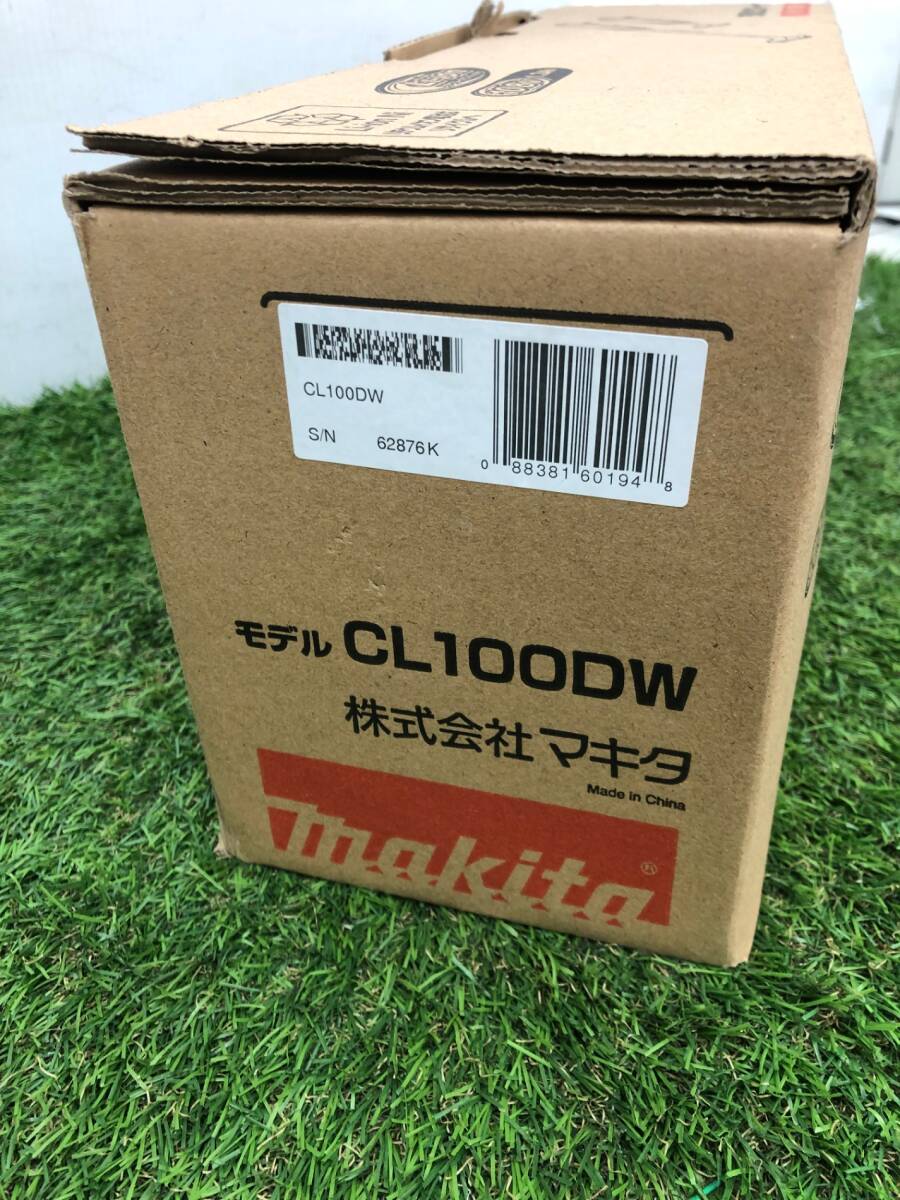 CL100DW
S/N 62876K
0 88381 60194 8
モデル CL100DW
株式会社マキタ
Made in China
makita®